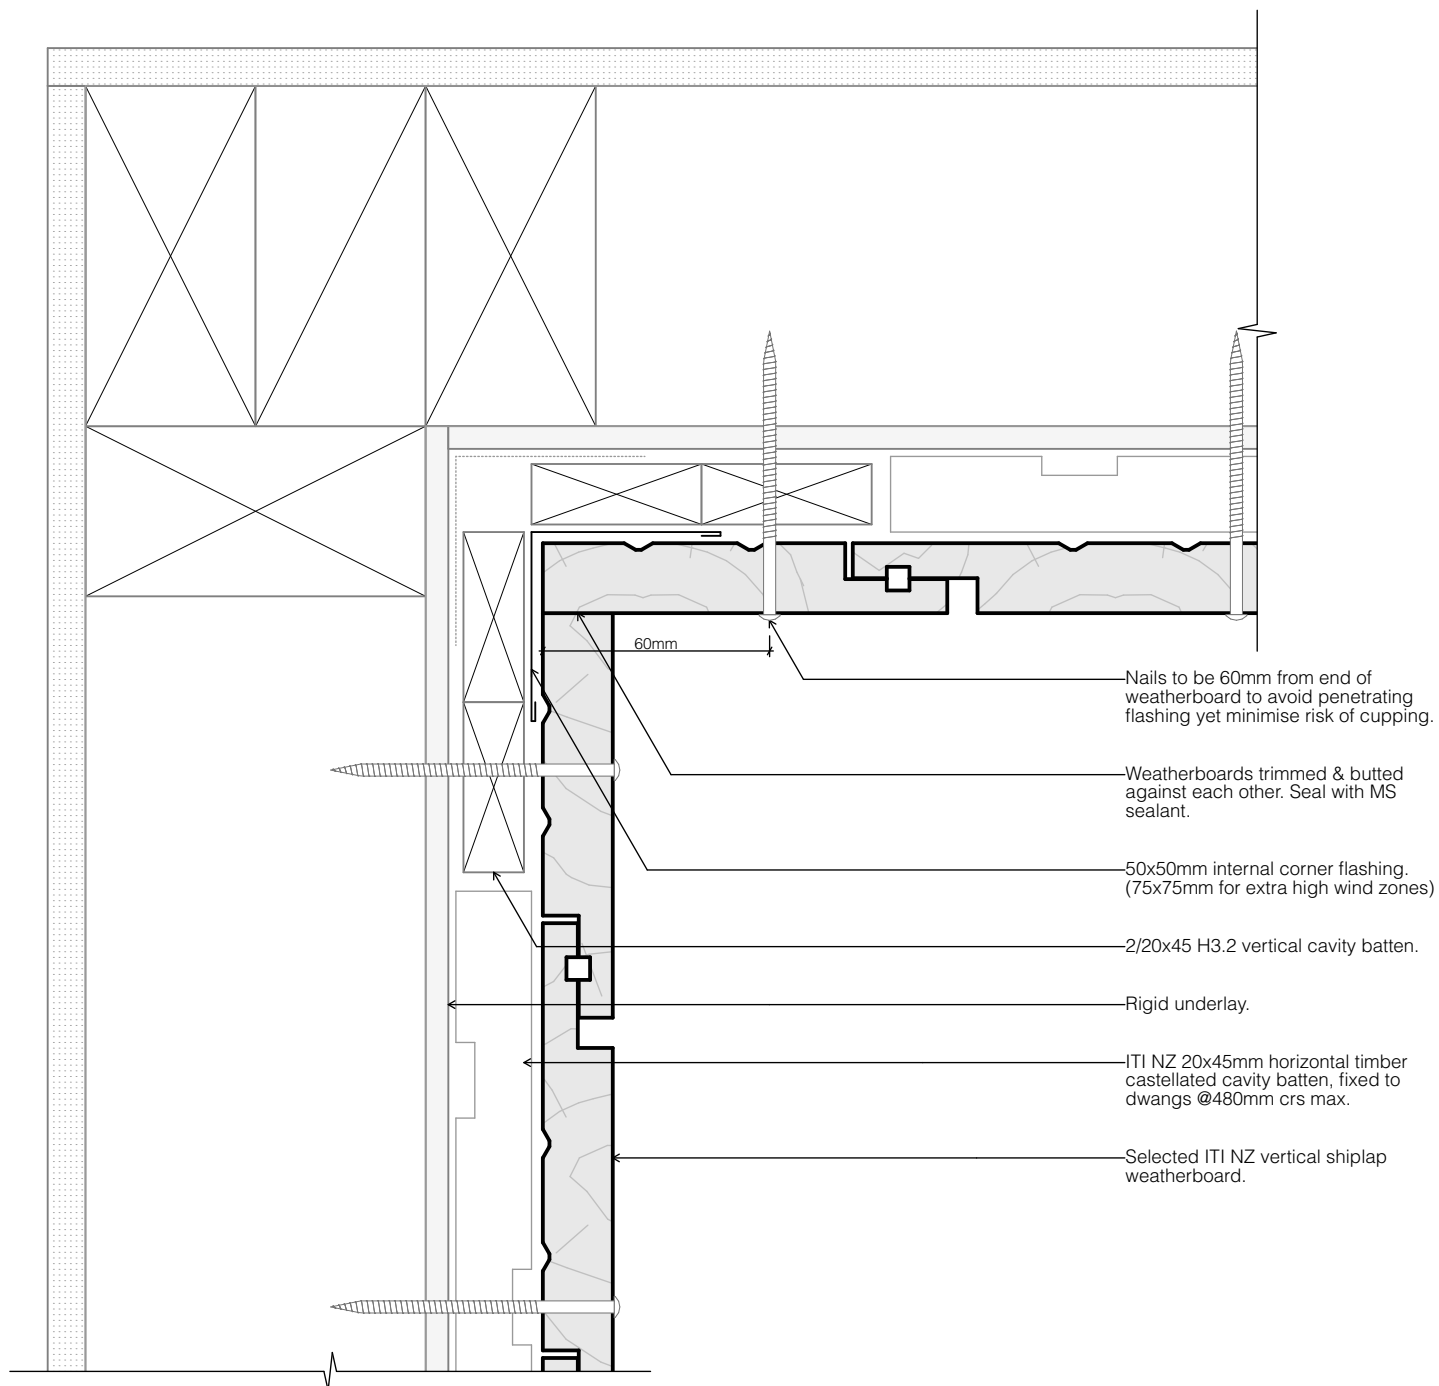 60mm
Nails to be 60mm from end of
weatherboard to avoid penetrating
flashing yet minimise risk of cupping.
Weatherboards trimmed & butted
against each other. Seal with MS
sealant.
50x50mm internal corner flashing.
(75x75mm for extra high wind zones)
2/20x45 H3.2 vertical cavity batten.
Rigid underlay.
ITI NZ 20x45mm horizontal timber
castellated cavity batten, fixed to
dwangs @480mm crs max.
Selected ITI NZ vertical shiplap
weatherboard.